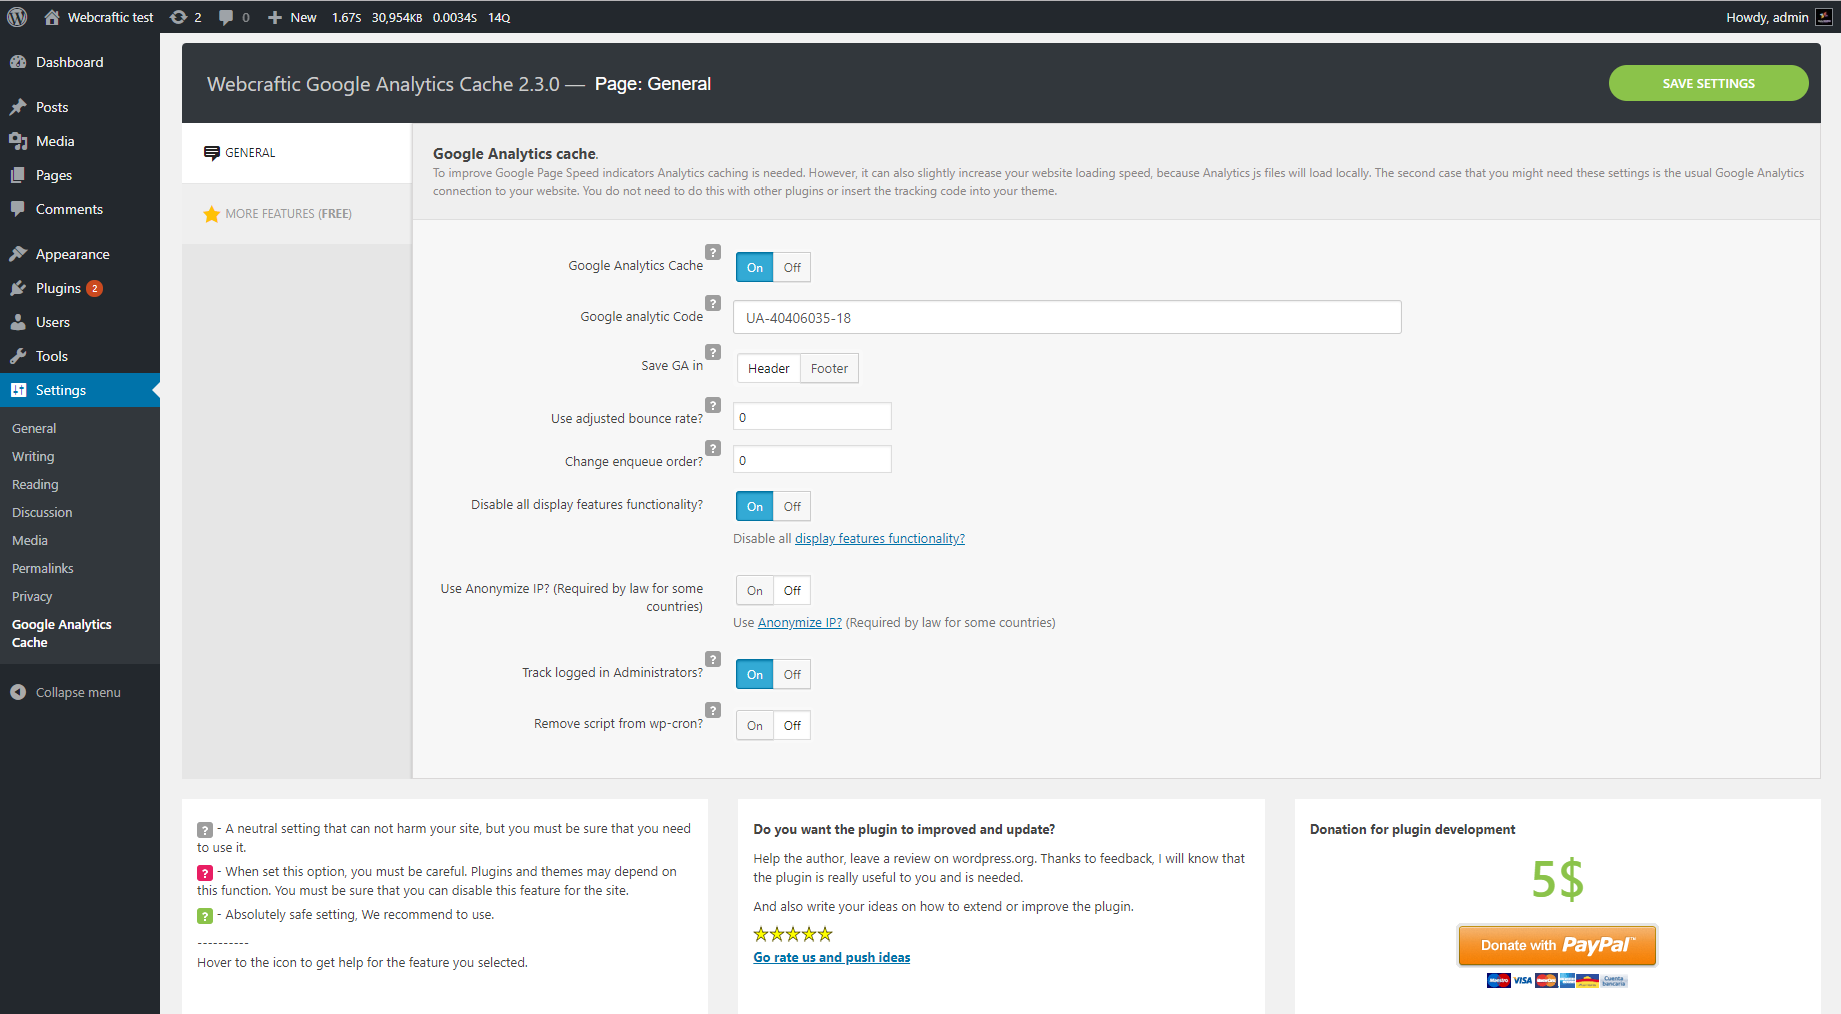 Webcraftic test 2 0 New 1.67S 30,954KB 0.0034S 14Q Howdy, admin
Dashboard
Posts
Media
Pages
Comments
Appearance
Plugins 2
Users
Tools
Settings
General
Writing
Reading
Discussion
Media
Permalinks
Privacy
Google Analytics
Cache
Collapse menu
Webcraftic Google Analytics Cache 2.3.0 — Page: General
SAVE SETTINGS
GENERAL
MORE FEATURES (FREE)
Google Analytics cache.
To improve Google Page Speed indicators Analytics caching is needed. However, it can also slightly increase your website loading speed, because Analytics js files will load locally. The second case that you might need these settings is the usual Google Analytics
connection to your website. You do not need to do this with other plugins or insert the tracking code into your theme.
Google Analytics Cache ? On Off
Google analytic Code ? UA-40406035-18
Save GA in ? Header Footer
Use adjusted bounce rate? ? 0
Change enqueue order? ? 0
Disable all display features functionality? On Off
Disable all display features functionality?
Use Anonymize IP? (Required by law for some
countries)
On Off
Use Anonymize IP? (Required by law for some countries)
Track logged in Administrators? ? On Off
Remove script from wp-cron? ? On Off
? - A neutral setting that can not harm your site, but you must be sure that you need
to use it.
? - When set this option, you must be careful. Plugins and themes may depend on
this function. You must be sure that you can disable this feature for the site.
? - Absolutely safe setting, We recommend to use.
----------
Hover to the icon to get help for the feature you selected.
Do you want the plugin to improved and update?
Help the author, leave a review on wordpress.org. Thanks to feedback, I will know that
the plugin is really useful to you and is needed.
And also write your ideas on how to extend or improve the plugin.
Go rate us and push ideas
Donation for plugin development
5$
Donate with PayPal™
Maestro VISA MasterCard Cuenta
bancaria